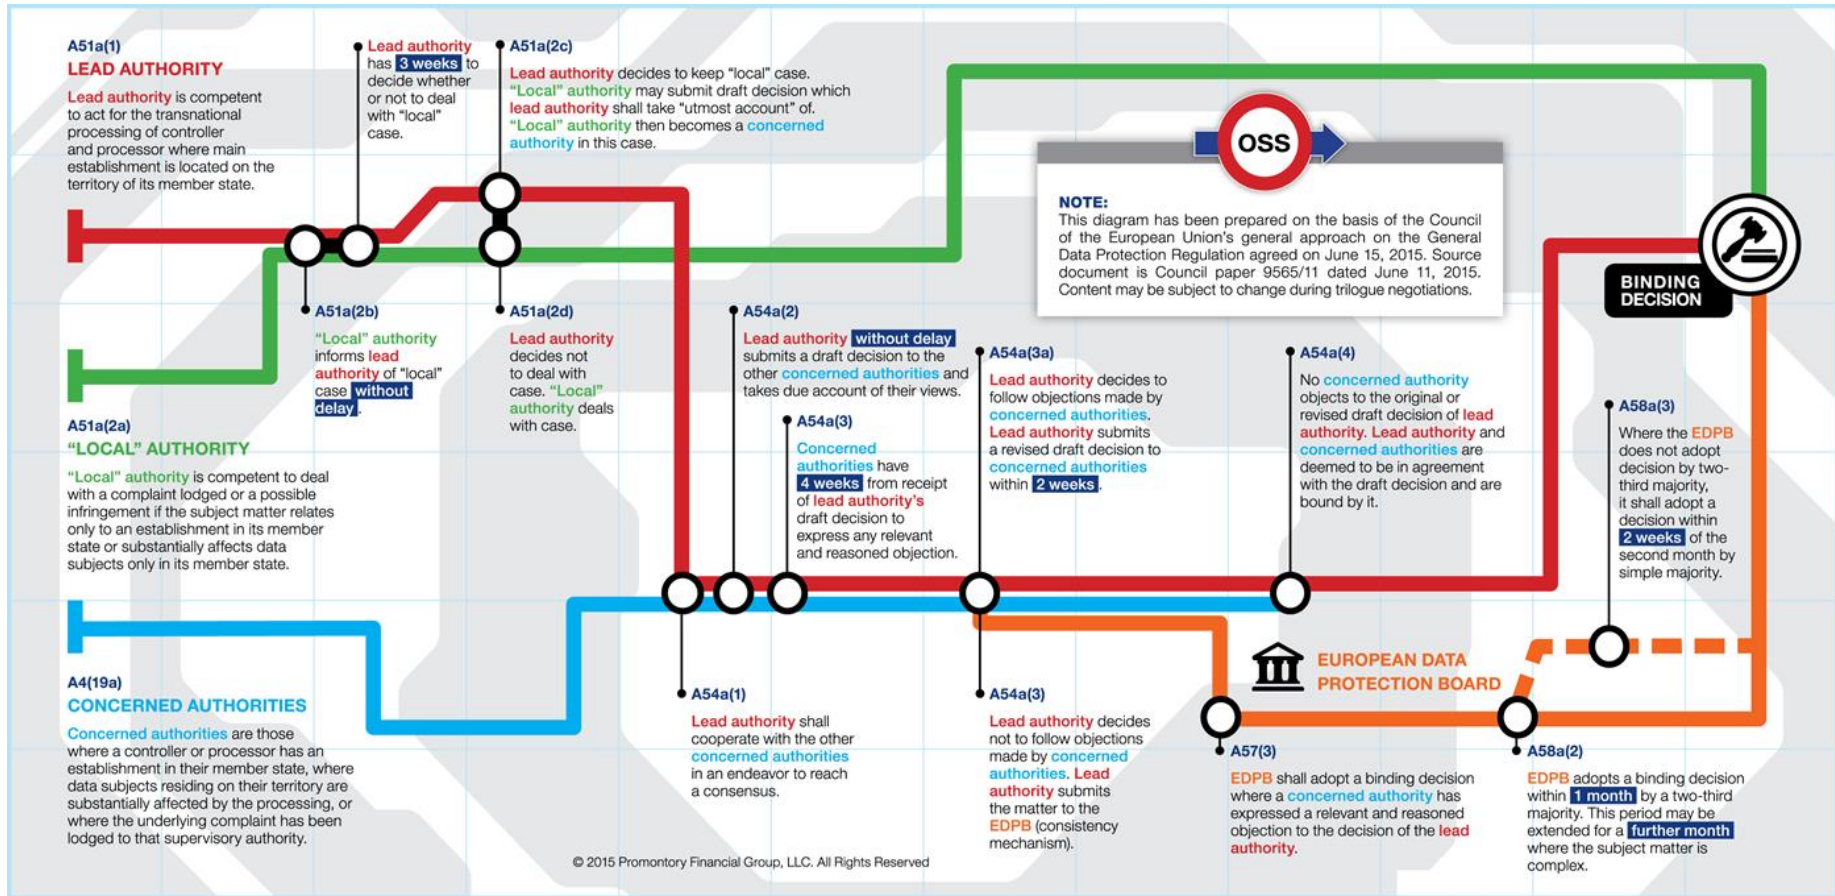 A51a(1)
LEAD AUTHORITY
Lead authority is competent
to act for the transnational
processing of controller
and processor where main
establishment is located on the
territory of its member state.
Lead authority
has 3 weeks to
decide whether
or not to deal
with “local”
case.
A51a(2c)
Lead authority decides to keep “local” case.
“Local” authority may submit draft decision which
lead authority shall take “utmost account” of.
“Local” authority then becomes a concerned
authority in this case.
OSS
NOTE:
This diagram has been prepared on the basis of the Council
of the European Union’s general approach on the General
Data Protection Regulation agreed on June 15, 2015. Source
document is Council paper 9565/11 dated June 11, 2015.
Content may be subject to change during trilogue negotiations.
BINDING
DECISION
A51a(2b)
“Local” authority
informs lead
authority of “local”
case without
delay.
A51a(2d)
Lead authority
decides not
to deal with
case. “Local”
authority deals
with case.
A54a(2)
Lead authority without delay
submits a draft decision to the
other concerned authorities and
takes due account of their views.
A54a(3)
Concerned
authorities have
4 weeks from receipt
of lead authority’s
draft decision to
express any relevant
and reasoned objection.
A54a(3a)
Lead authority decides to
follow objections made by
concerned authorities.
Lead authority submits
a revised draft decision to
concerned authorities
within 2 weeks.
A54a(4)
No concerned authority
objects to the original or
revised draft decision of lead
authority. Lead authority and
concerned authorities are
deemed to be in agreement
with the draft decision and are
bound by it.
A58a(3)
Where the EDPB
does not adopt
decision by two-
third majority,
it shall adopt a
decision within
2 weeks of the
second month by
simple majority.
A51a(2a)
“LOCAL” AUTHORITY
“Local” authority is competent to deal
with a complaint lodged or a possible
infringement if the subject matter relates
only to an establishment in its member
state or substantially affects data
subjects only in its member state.
A4(19a)
CONCERNED AUTHORITIES
Concerned authorities are those
where a controller or processor has an
establishment in their member state, where
data subjects residing on their territory are
substantially affected by the processing, or
where the underlying complaint has been
lodged to that supervisory authority.
A54a(1)
Lead authority shall
cooperate with the other
concerned authorities
in an endeavor to reach
a consensus.
A54a(3)
Lead authority decides
not to follow objections
made by concerned
authorities. Lead
authority submits
the matter to the
EDPB (consistency
mechanism).
EUROPEAN DATA
PROTECTION BOARD
A57(3)
EDPB shall adopt a binding decision
where a concerned authority has
expressed a relevant and reasoned
objection to the decision of the lead
authority.
A58a(2)
EDPB adopts a binding decision
within 1 month by a two-third
majority. This period may be
extended for a further month
where the subject matter is
complex.
© 2015 Promontory Financial Group, LLC. All Rights Reserved